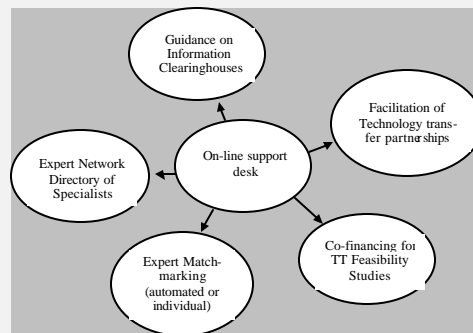 Guidance on
Information
Clearinghouses
Facilitation of
Technology trans-
fer partnerships
On-line support
desk
Expert Network
Directory of
Specialists
Co-financing for
TT Feasibility
Studies
Expert Match-
marking
(automated or
individual)